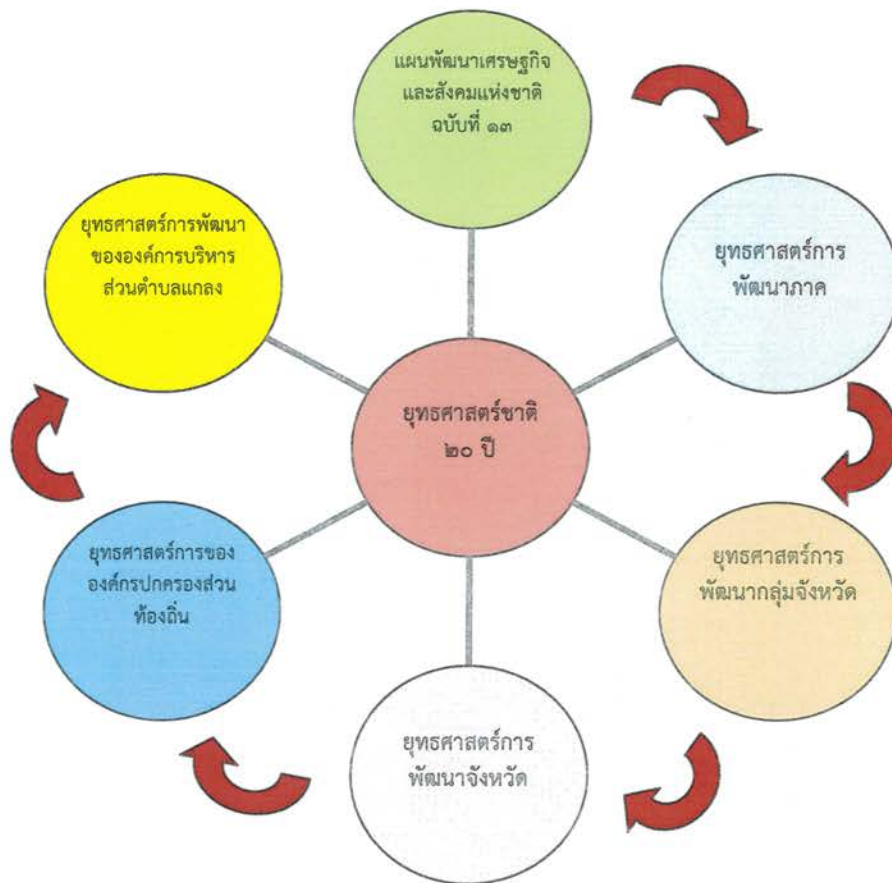 แผนพัฒนาเศรษฐกิจ
และสังคมแห่งชาติ
ฉบับที่ ๑๓
ยุทธศาสตร์การ
พัฒนาภาค
ยุทธศาสตร์การ
พัฒนากลุ่มจังหวัด
ยุทธศาสตร์การ
พัฒนาจังหวัด
ยุทธศาสตร์การของ
องค์กรปกครองส่วน
ท้องถิ่น
ยุทธศาสตร์การพัฒนา
ขององค์การบริหาร
ส่วนตำบลแกลง
ยุทธศาสตร์ชาติ
๒๐ ปี